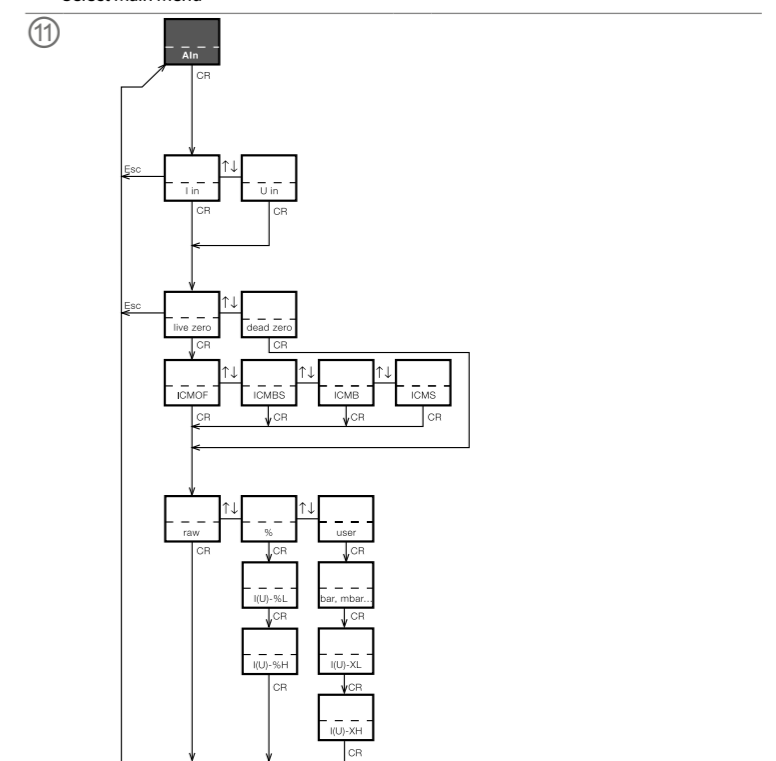 Select main menu
11
AIn
CR
Esc
↑↓
I in
U in
CR
CR
Esc
↑↓
live zero
dead zero
CR
CR
↑↓
↑↓
↑↓
ICMOF
ICMBS
ICMB
ICMS
CR
CR
CR
CR
↑↓
↑↓
raw
%
user
CR
CR
CR
I(U)-%L
bar, mbar...
CR
CR
I(U)-%H
I(U)-XL
CR
CR
I(U)-XH
CR